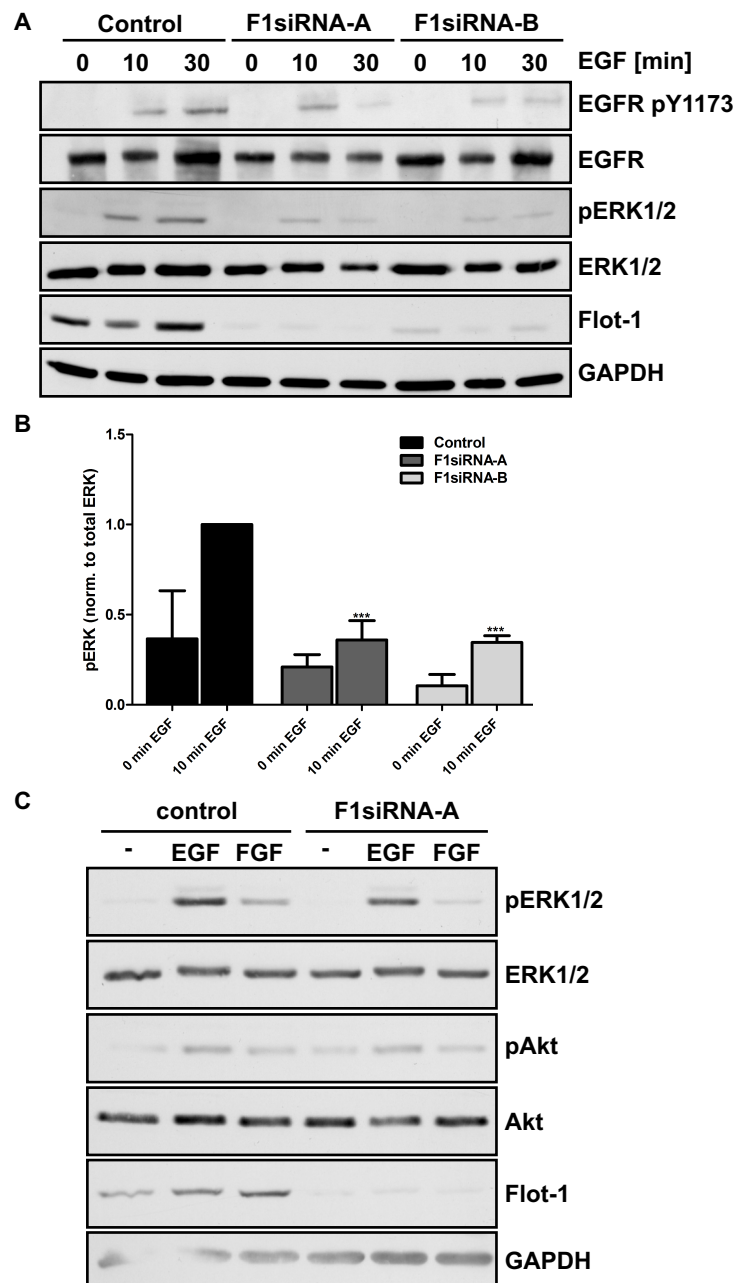 A
Control F1siRNA-A F1siRNA-B
0 10 30 0 10 30 0 10 30 EGF [min]
EGFR pY1173
EGFR
pERK1/2
ERK1/2
Flot-1
GAPDH
B
pERK (norm. to total ERK)
1.5
1.0
0.5
0.0
Control
F1siRNA-A
F1siRNA-B
*** ***
0 min EGF 10 min EGF 0 min EGF 10 min EGF 0 min EGF 10 min EGF
C
control F1siRNA-A
- EGF FGF - EGF FGF
pERK1/2
ERK1/2
pAkt
Akt
Flot-1
GAPDH